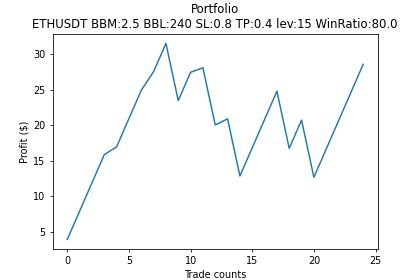 Portfolio
ETHUSDT BBM:2.5 BBL:240 SL:0.8 TP:0.4 lev:15 WinRatio:80.0
Profit ($)
30
25
20
15
10
5
0 5 10 15 20 25
Trade counts